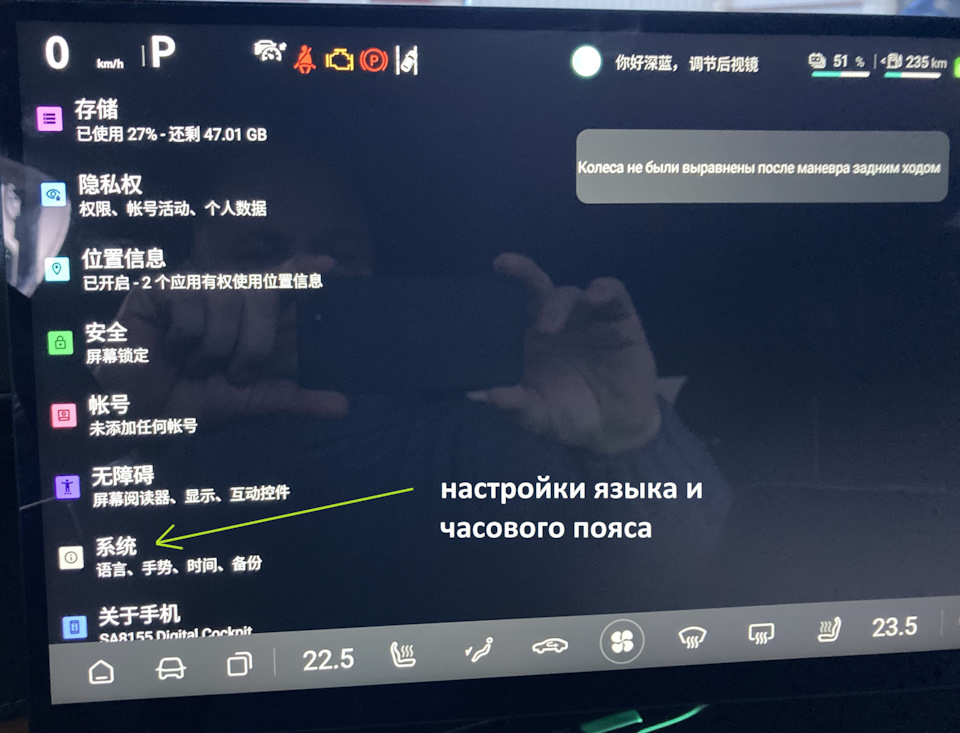 0 km/h P
你好深蓝，调节后视镜
51 %
235 km
存储
已使用 27% - 还剩 47.01 GB
Колеса не были выравнены после маневра задним ходом
隐私权
权限、帐号活动、个人数据
位置信息
已开启 - 2 个应用有权使用位置信息
安全
屏幕锁定
帐号
未添加任何帐号
无障碍
屏幕阅读器、显示、互动控件
настройки языка и
часового пояса
系统
语言、手势、时间、备份
关于手机
SA8155 Digital Cockpit
22.5
23.5